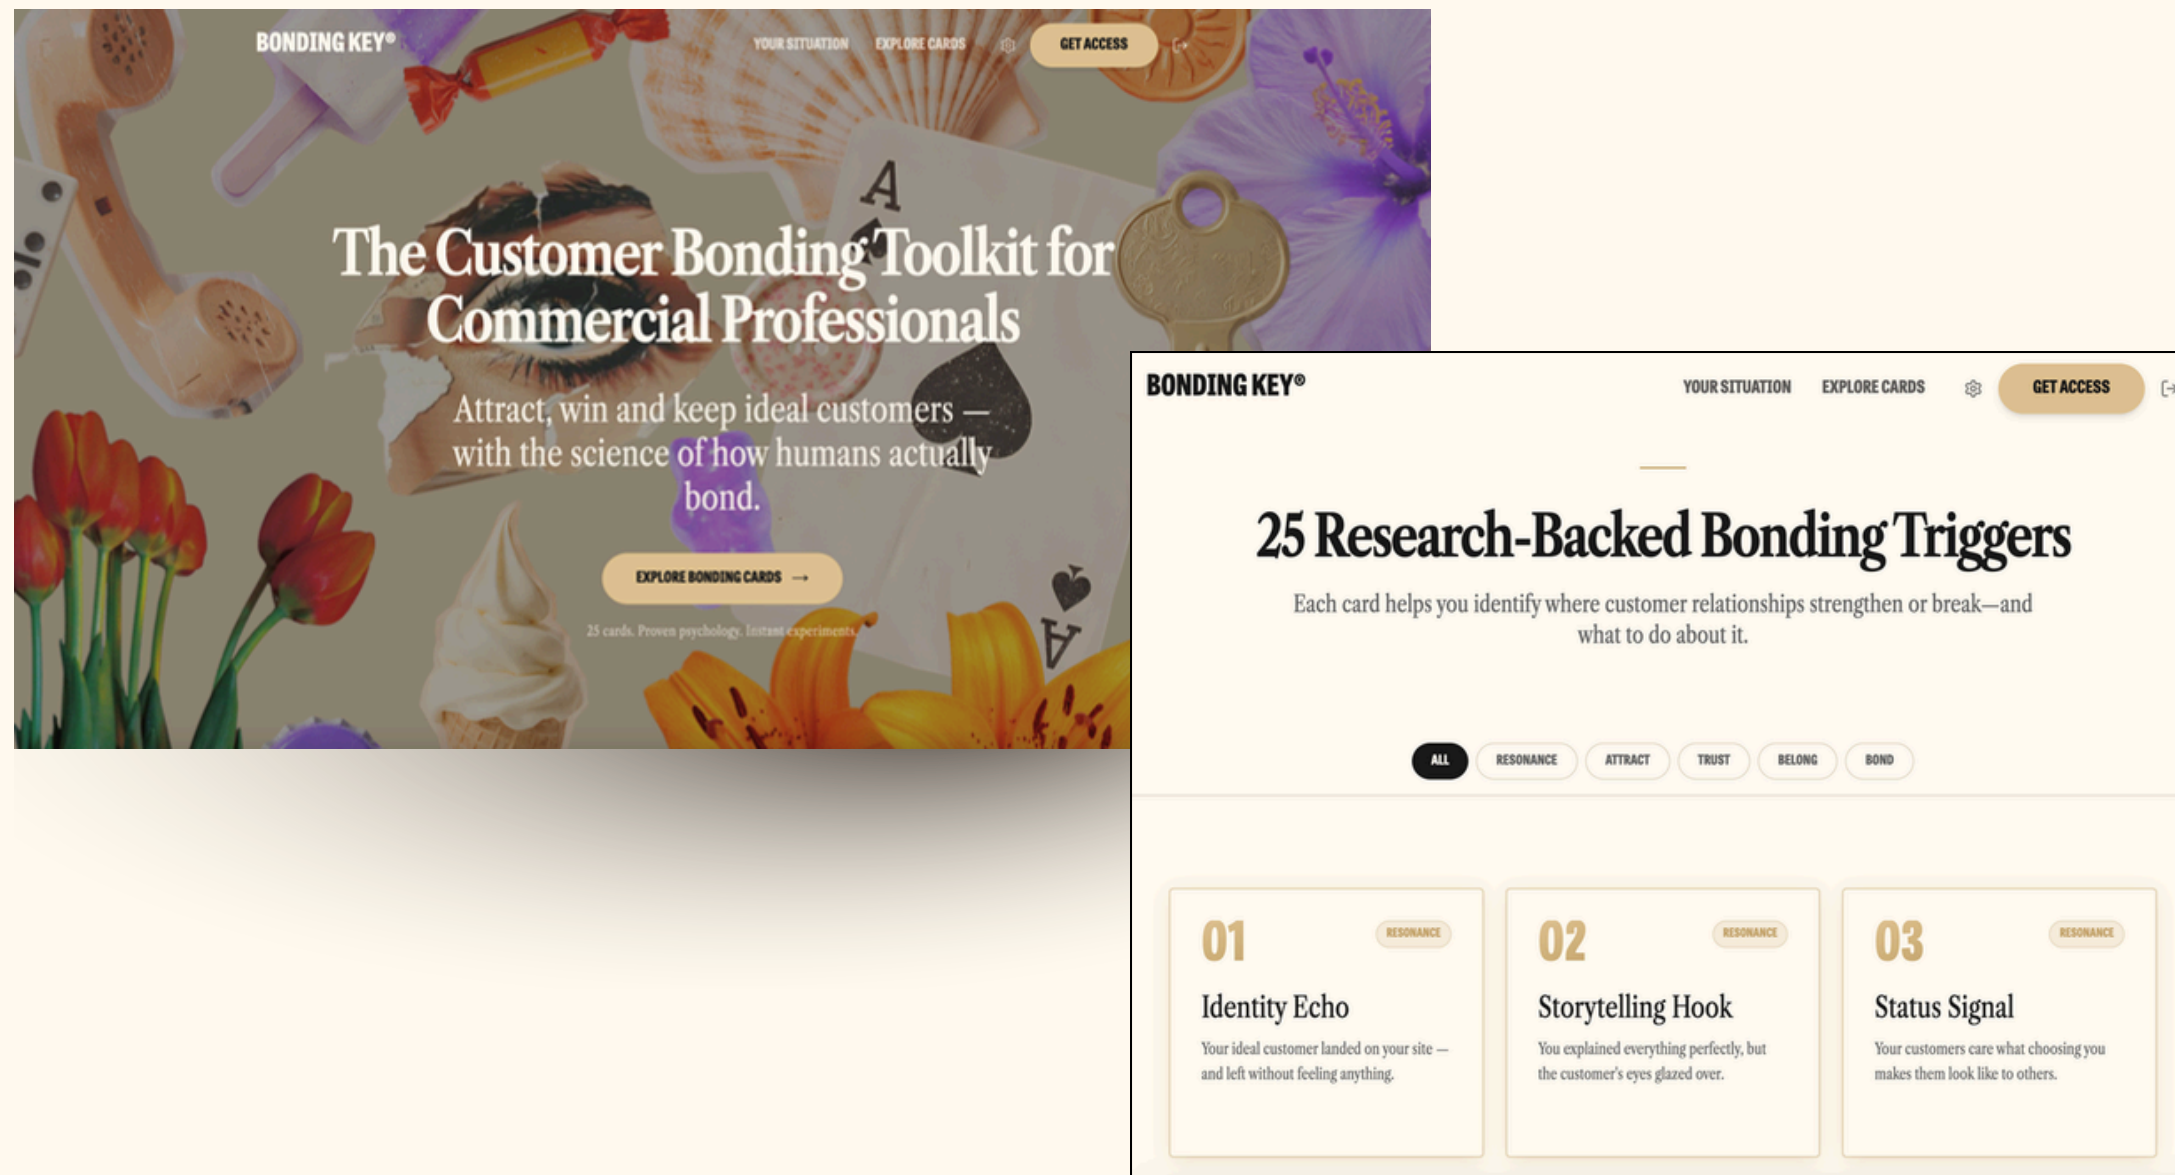 BONDING KEY®
YOUR SITUATION
EXPLORE CARDS
GET ACCESS
A
The Customer Bonding Toolkit for
Commercial Professionals
Attract, win and keep ideal customers —
with the science of how humans actually
bond.
EXPLORE BONDING CARDS →
25 cards. Proven psychology. Instant experiments.
A
BONDING KEY®
YOUR SITUATION
EXPLORE CARDS
GET ACCESS
25 Research-Backed Bonding Triggers
Each card helps you identify where customer relationships strengthen or break—and
what to do about it.
ALL
RESONANCE
ATTRACT
TRUST
BELONG
BOND
01
RESONANCE
Identity Echo
Your ideal customer landed on your site —
and left without feeling anything.
02
RESONANCE
Storytelling Hook
You explained everything perfectly, but
the customer's eyes glazed over.
03
RESONANCE
Status Signal
Your customers care what choosing you
makes them look like to others.